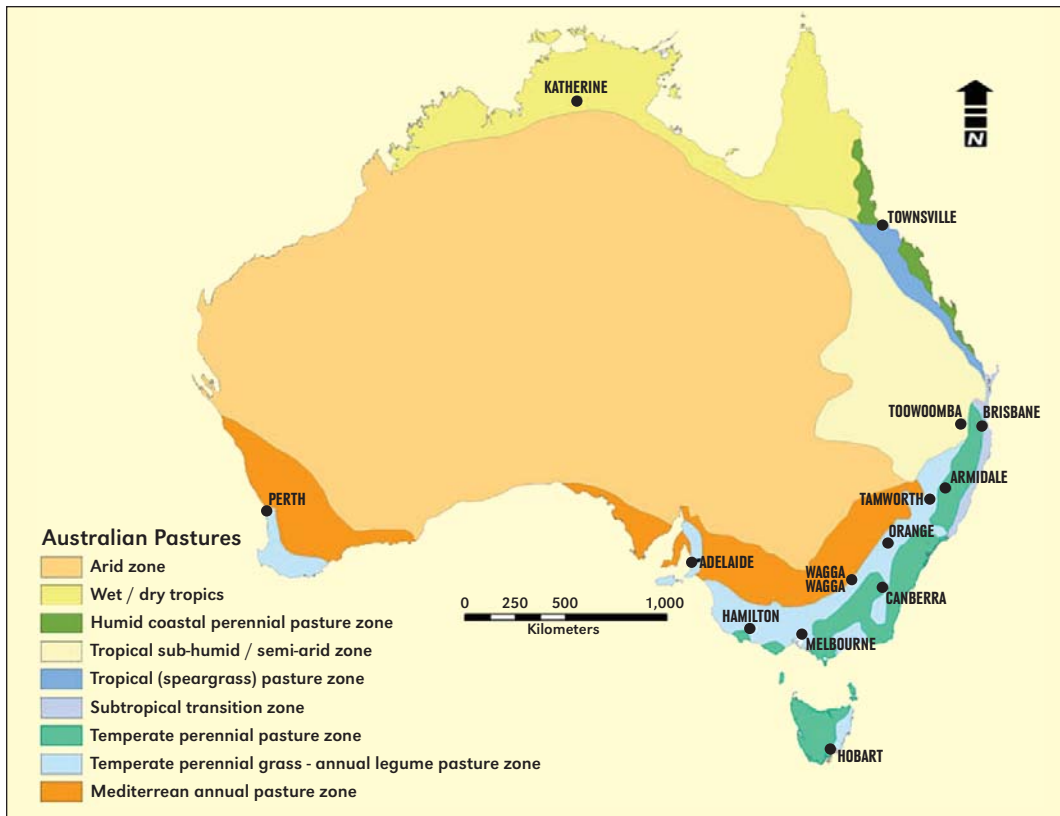 KATHERINE
N
TOWNSVILLE
TOOWOOMBA
BRISBANE
ARMIDALE
TAMWORTH
PERTH
ORANGE
ADELAIDE
WAGGA
WAGGA
CANBERRA
HAMILTON
MELBOURNE
HOBART
0 250 500 1,000
Kilometers
Australian Pastures
Arid zone
Wet / dry tropics
Humid coastal perennial pasture zone
Tropical sub-humid / semi-arid zone
Tropical (speargrass) pasture zone
Subtropical transition zone
Temperate perennial pasture zone
Temperate perennial grass - annual legume pasture zone
Mediterrean annual pasture zone